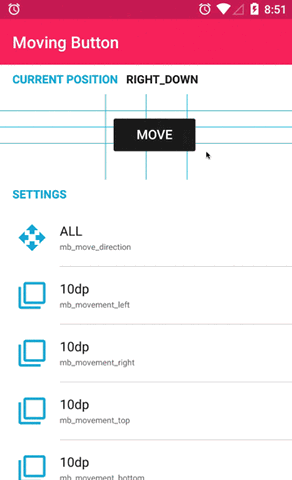 8:51
Moving Button
CURRENT POSITION RIGHT_DOWN
MOVE
SETTINGS
ALL
mb_move_direction
10dp
mb_movement_left
10dp
mb_movement_right
10dp
mb_movement_top
10dp
mb_movement_bottom